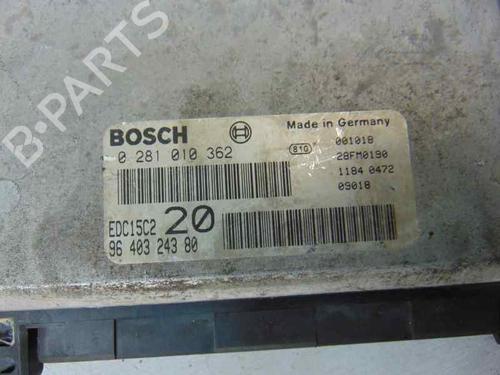 B-PARTS
BOSCH
Made in Germany
0 281 010 362
810
001018
28FM0190
1184 0472
09018
EDC15C2 20
96 403 243 80